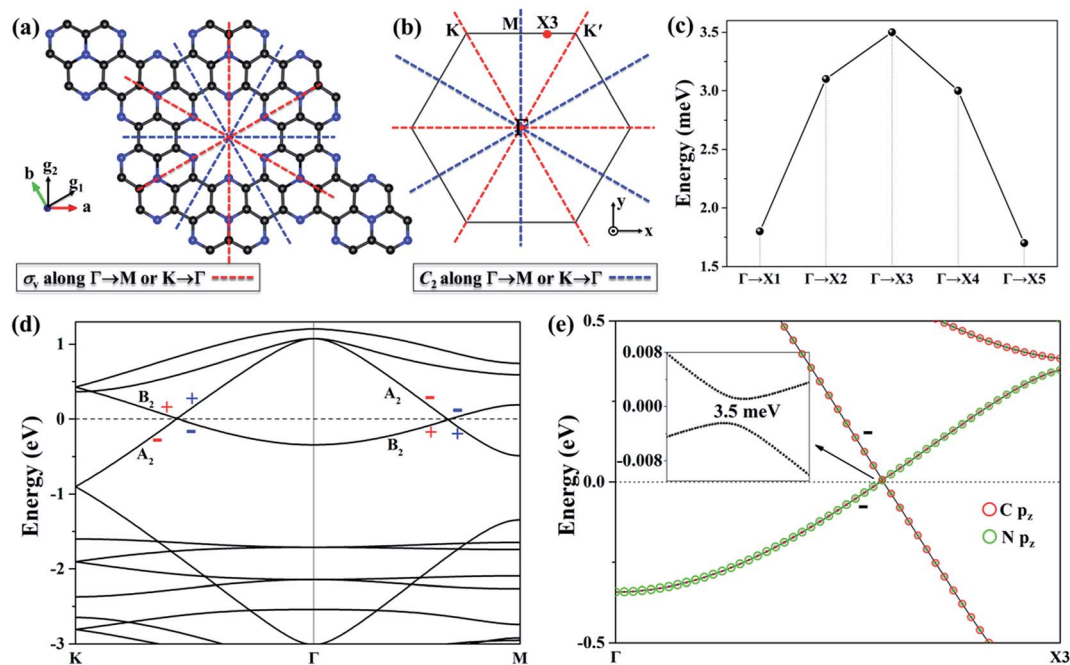 (a)
b
g2
g1
a
σv along Γ→M or K→Γ
(b)
K
M
X3
K′
Γ
y
x
C2 along Γ→M or K→Γ
(c)
Energy (meV)
3.5
3.0
2.5
2.0
1.5
Γ→X1
Γ→X2
Γ→X3
Γ→X4
Γ→X5
(d)
Energy (eV)
1
0
-1
-2
-3
B2
+
+
A2
-
-
A2
-
-
B2
+
+
K
Γ
M
(e)
Energy (eV)
0.5
0.0
-0.5
0.008
0.000
-0.008
3.5 meV
-
-
C pz
N pz
Γ
X3